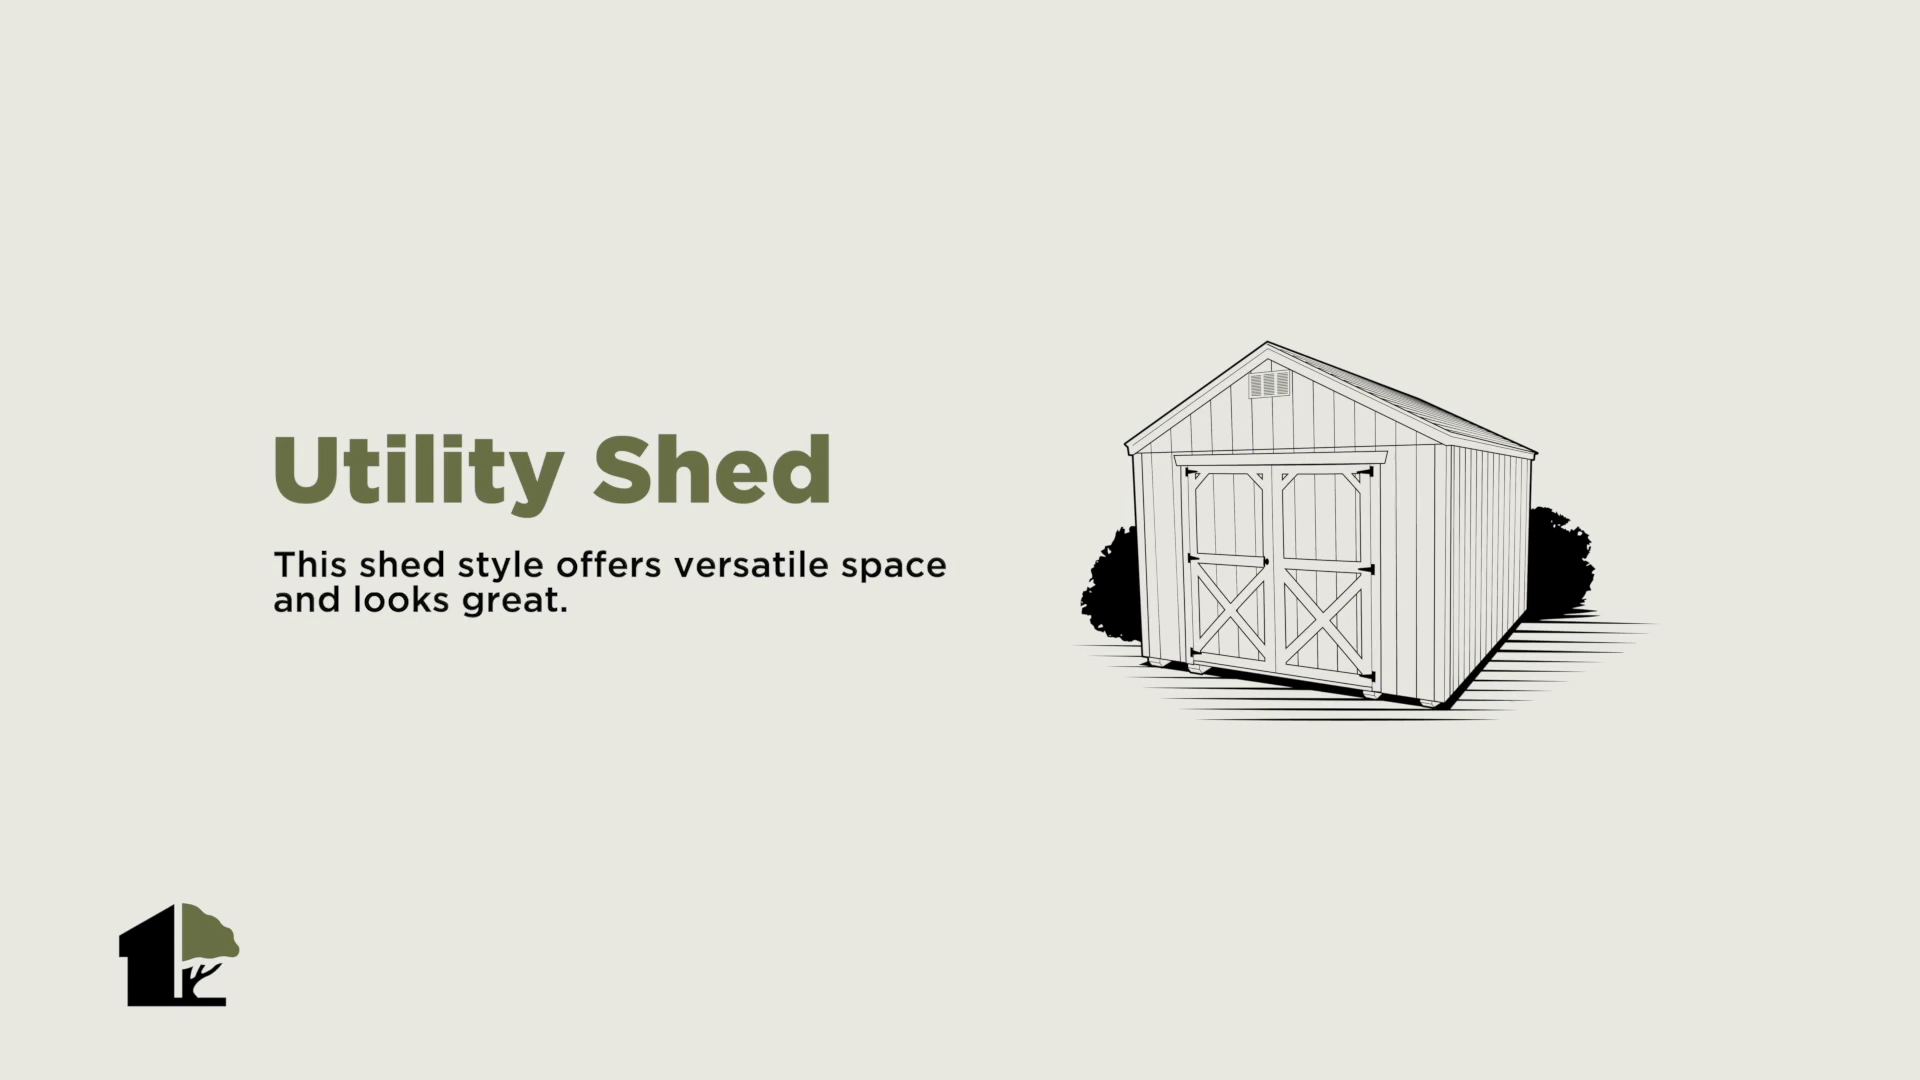 Utility Shed
This shed style offers versatile space
and looks great.